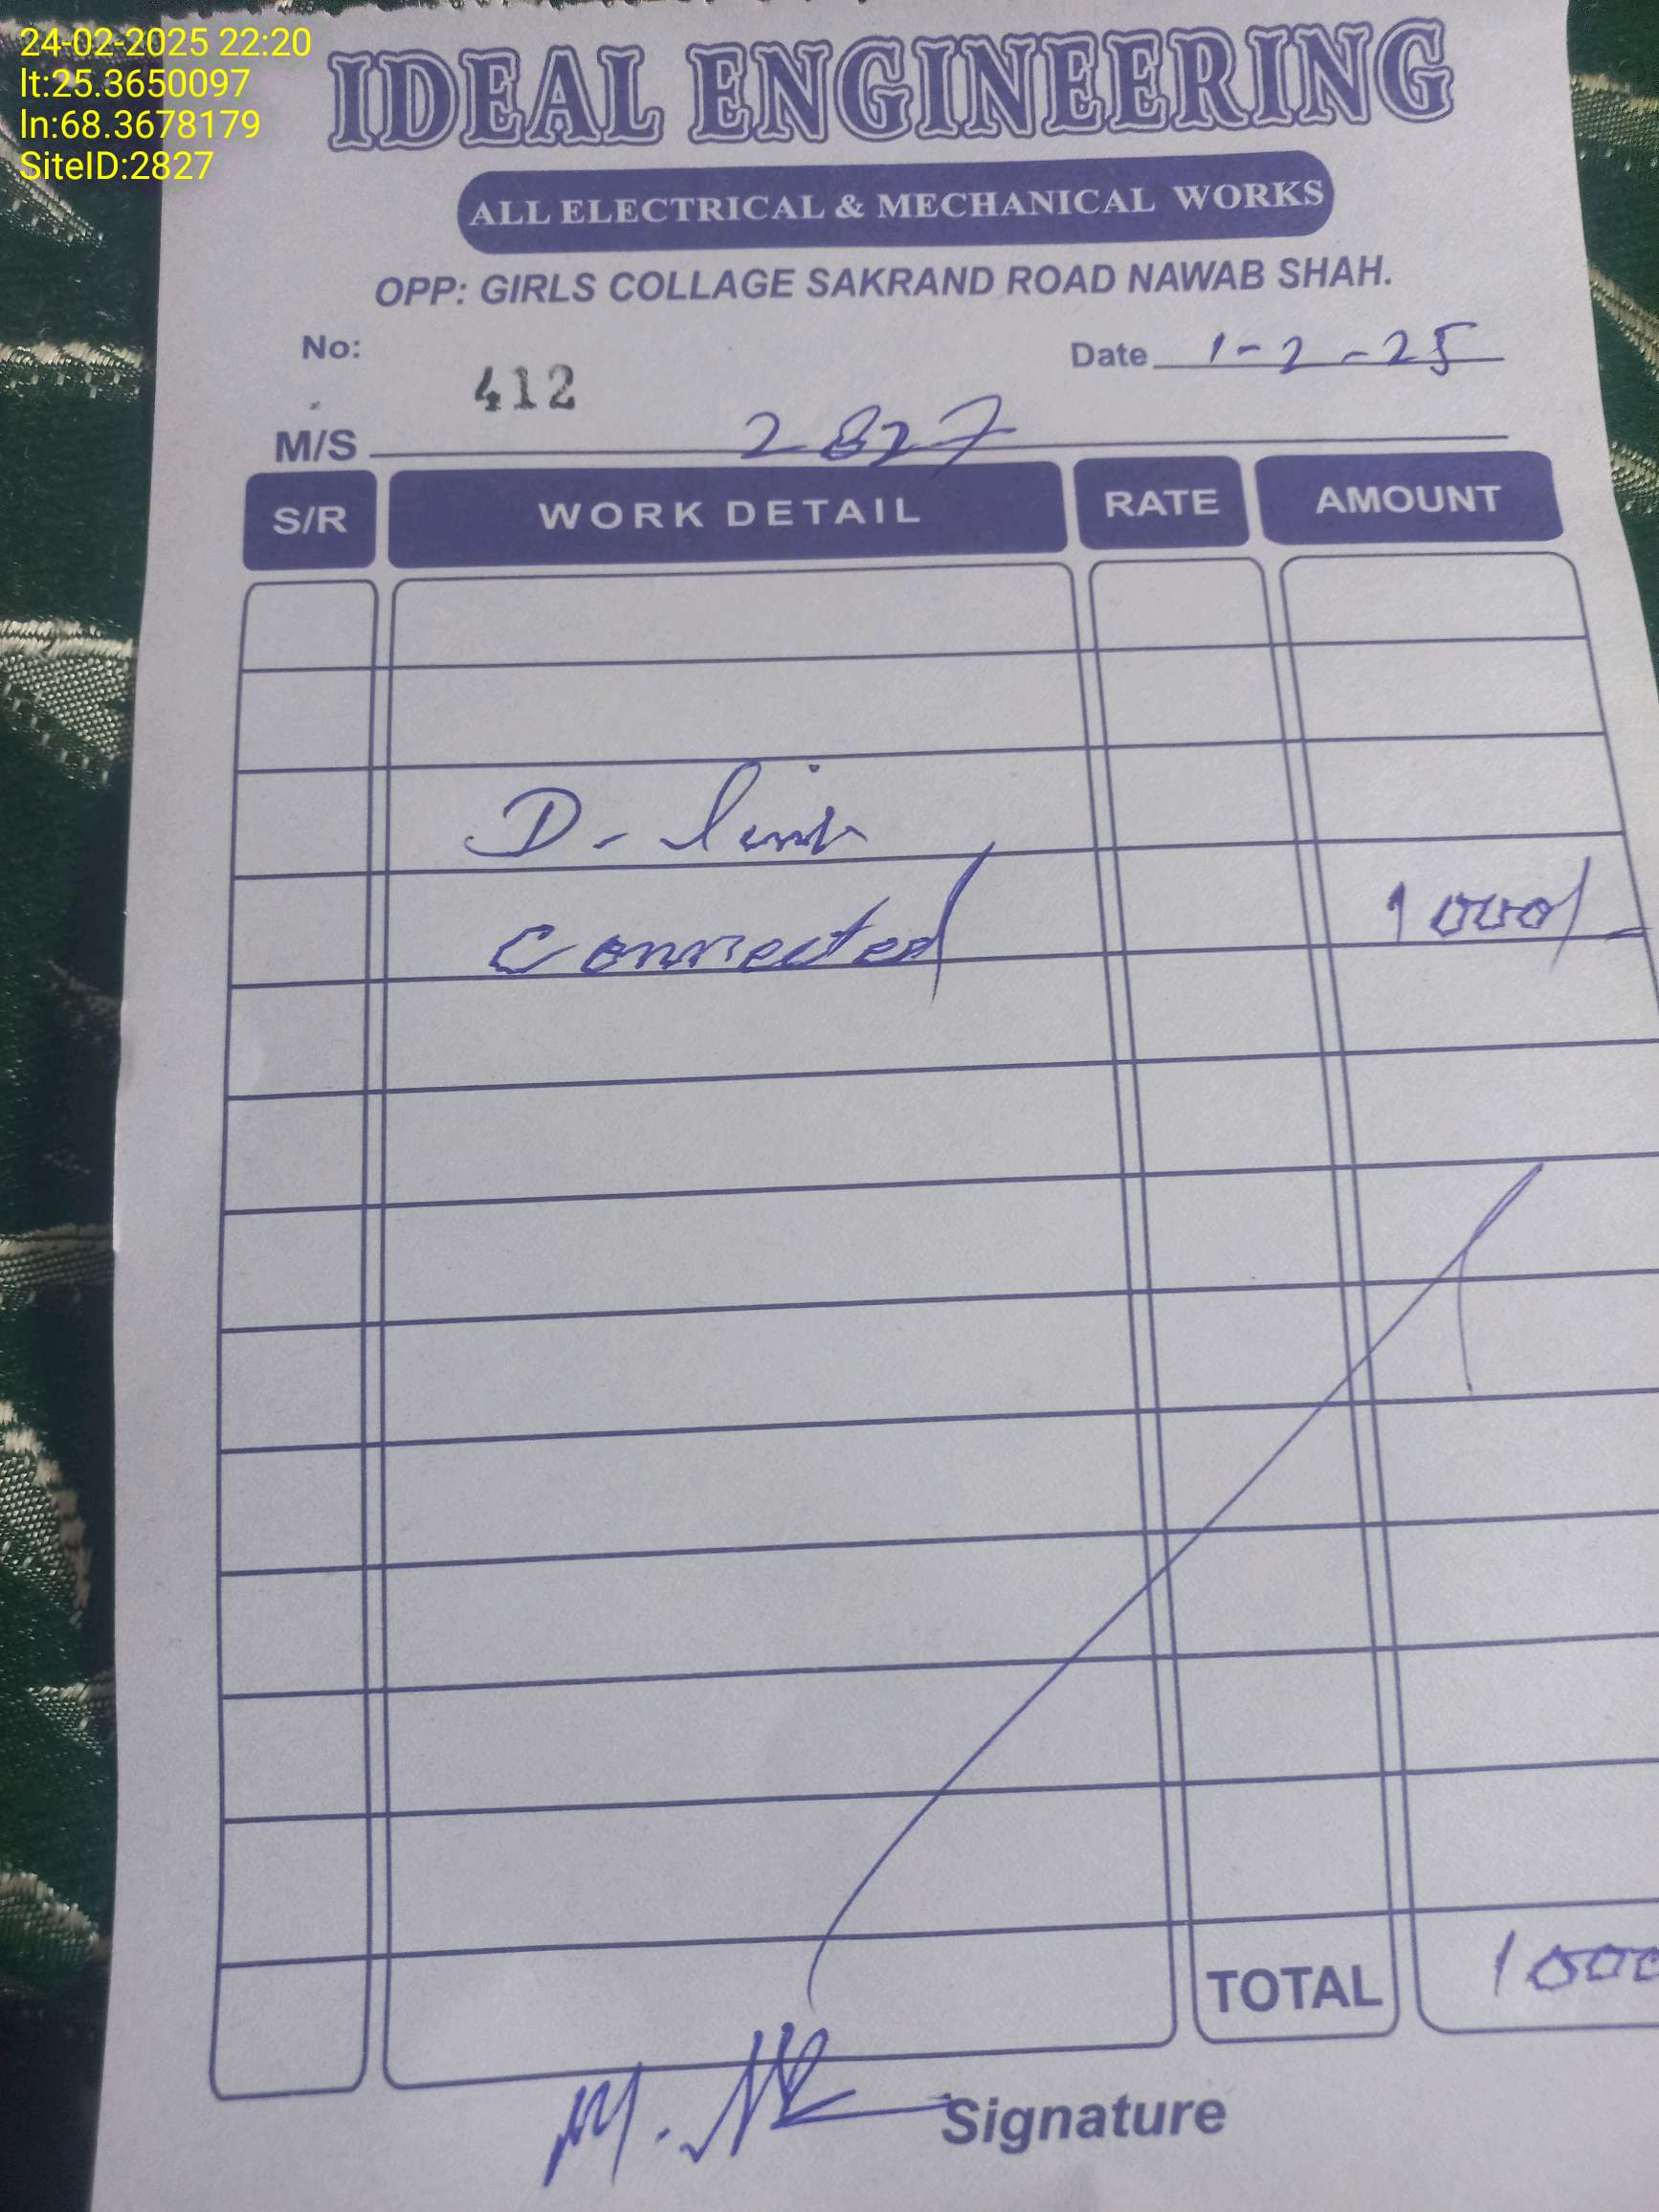 24-02-2025 22:20
lt:25.3650097
ln:68.3678179
SiteID:2827
IDEAL ENGINEERING
ALL ELECTRICAL & MECHANICAL WORKS
OPP: GIRLS COLLAGE SAKRAND ROAD NAWAB SHAH.
No: 412 Date 1-2-25
M/S 2827
S/R WORK DETAIL RATE AMOUNT
D- link
Connected 1000/-
TOTAL 1000
Signature